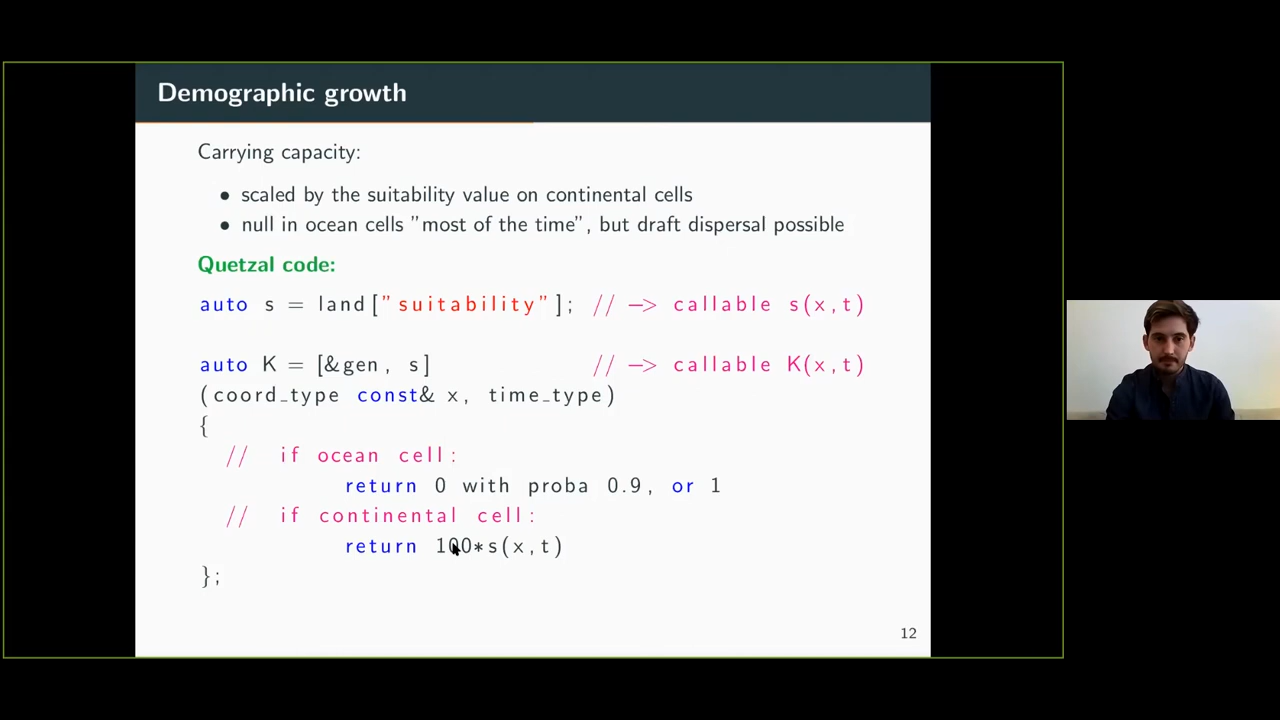 Demographic growth
Carrying capacity:
• scaled by the suitability value on continental cells
• null in ocean cells "most of the time", but draft dispersal possible
Quetzal code:
auto s = land["suitability"]; // —> callable s(x,t)
auto K = [&gen, s] // —> callable K(x,t)
(coord_type const& x, time_type)
{
// if ocean cell:
return 0 with proba 0.9, or 1
// if continental cell:
return 100*s(x,t)
};
12